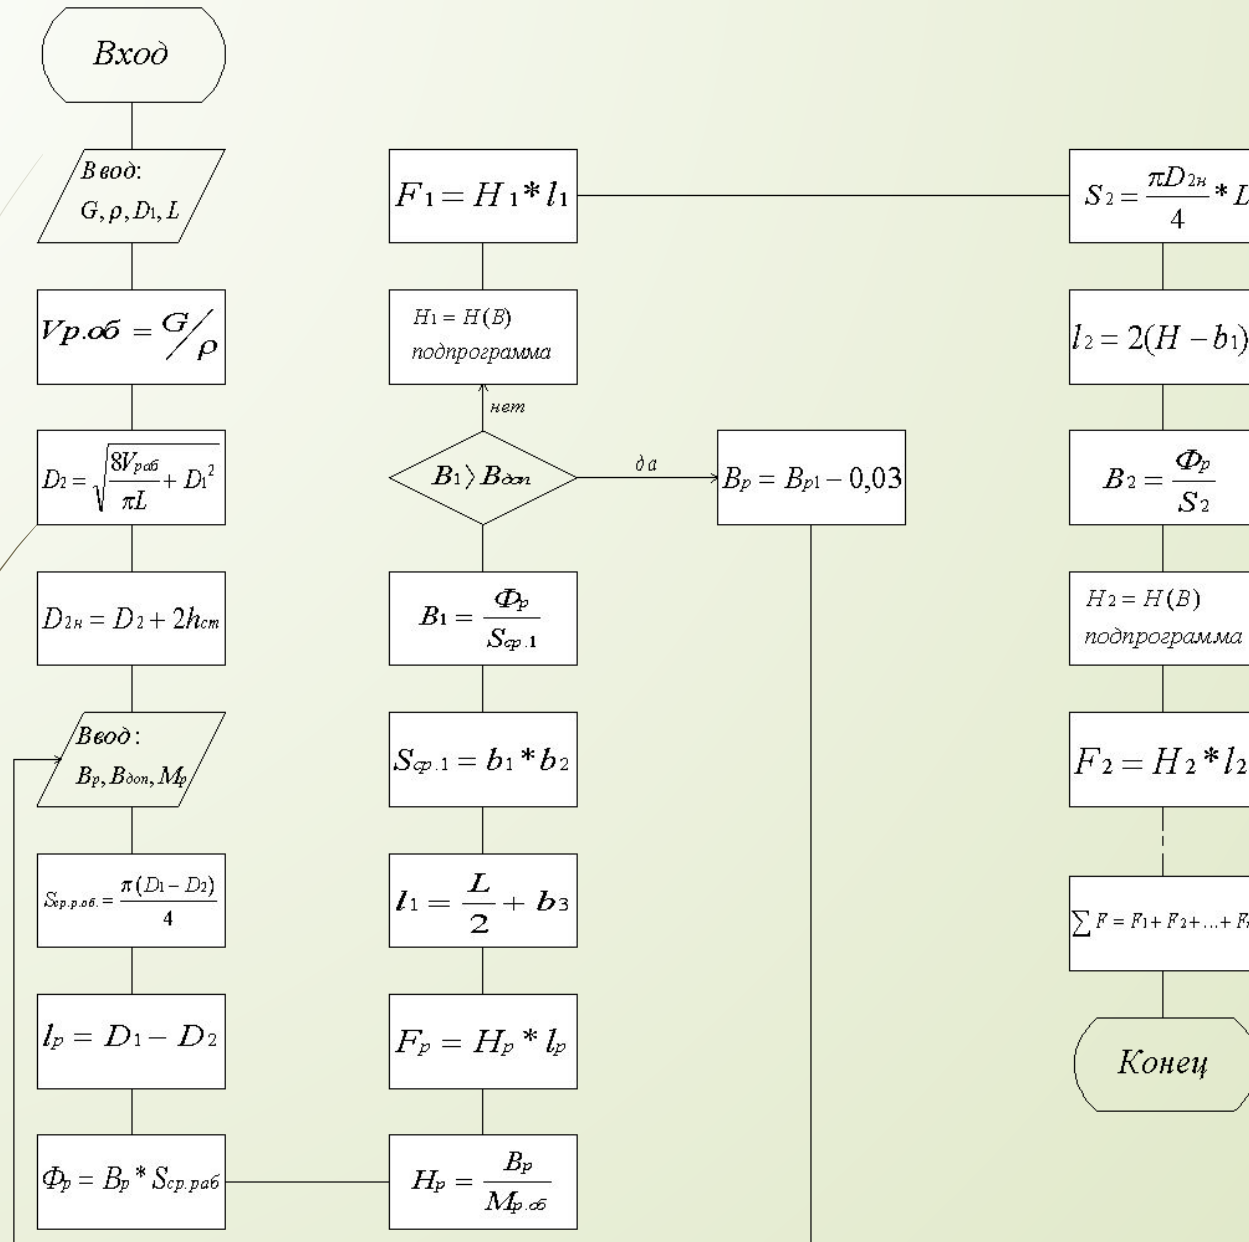 Вход
Ввод:
G, ρ, D₁, L
Vр.об = G/ρ
D₂ = √(8Vраб/πL + D₁²)
D₂н = D₂ + 2hст
Ввод:
Bр, Bдоп, Mр
Sср.р.об. = π(D₁ − D₂)/4
lр = D₁ − D₂
Фр = Bр * Sср.раб
Hр = Bр/Mр.об
Fр = Hр * lр
l₁ = L/2 + b₃
Sср.1 = b₁ * b₂
B₁ = Фр/Sср.1
B₁ ⟩ Bдоп
да
нет
Bр = Bр1 − 0,03
H₁ = H(B)
подпрограмма
F₁ = H₁ * l₁
S₂ = πD₂н/4 *
l₂ = 2(H − b₁)
B₂ = Фр/S₂
H₂ = H(B)
подпрограмма
F₂ = H₂ * l₂
∑ F = F₁ + F₂ + ... +
Конец